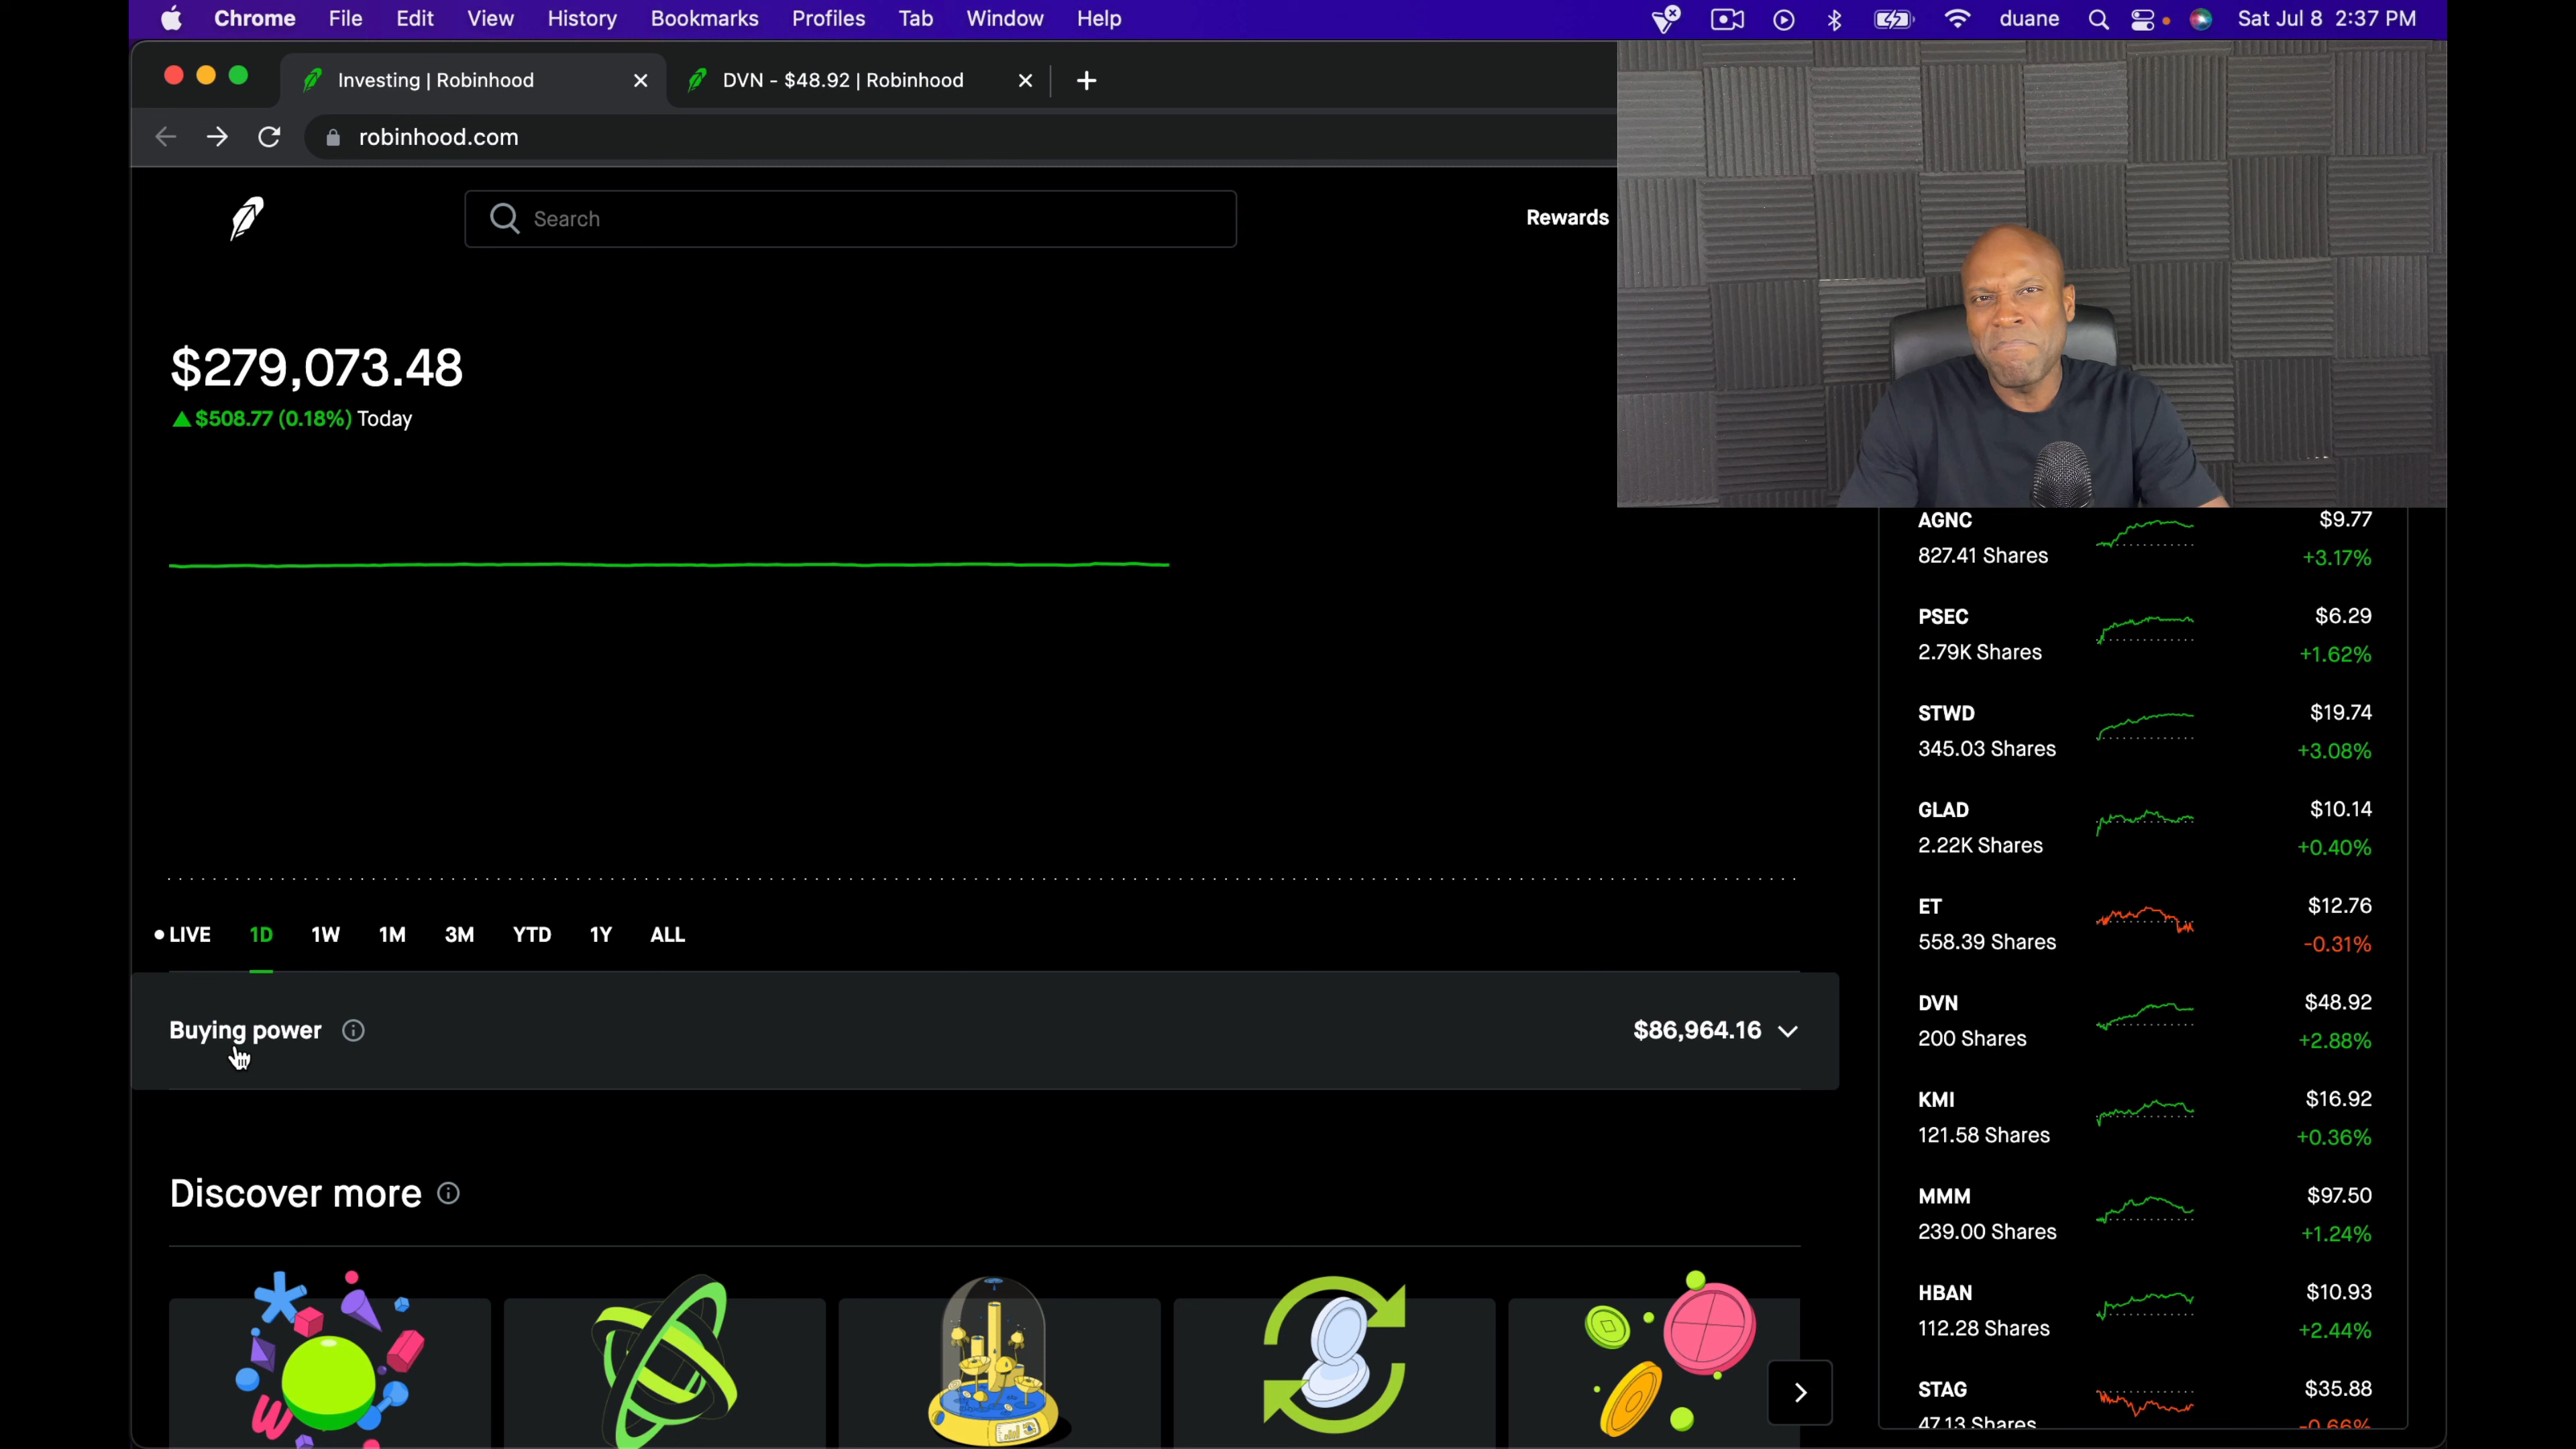 Chrome File Edit View History Bookmarks Profiles Tab Window Help duane Sat Jul 8 2:37 PM
Investing | Robinhood
DVN - $48.92 | Robinhood
robinhood.com
Search
Rewards
$279,073.48
$508.77 (0.18%) Today
LIVE 1D 1W 1M 3M YTD 1Y ALL
Buying power
$86,964.16
Discover more
AGNC $9.77
827.41 Shares +3.17%
PSEC $6.29
2.79K Shares +1.62%
STWD $19.74
345.03 Shares +3.08%
GLAD $10.14
2.22K Shares +0.40%
ET $12.76
558.39 Shares -0.31%
DVN $48.92
200 Shares +2.88%
KMI $16.92
121.58 Shares +0.36%
MMM $97.50
239.00 Shares +1.24%
HBAN $10.93
112.28 Shares +2.44%
STAG $35.88
47.13 Shares -0.66%